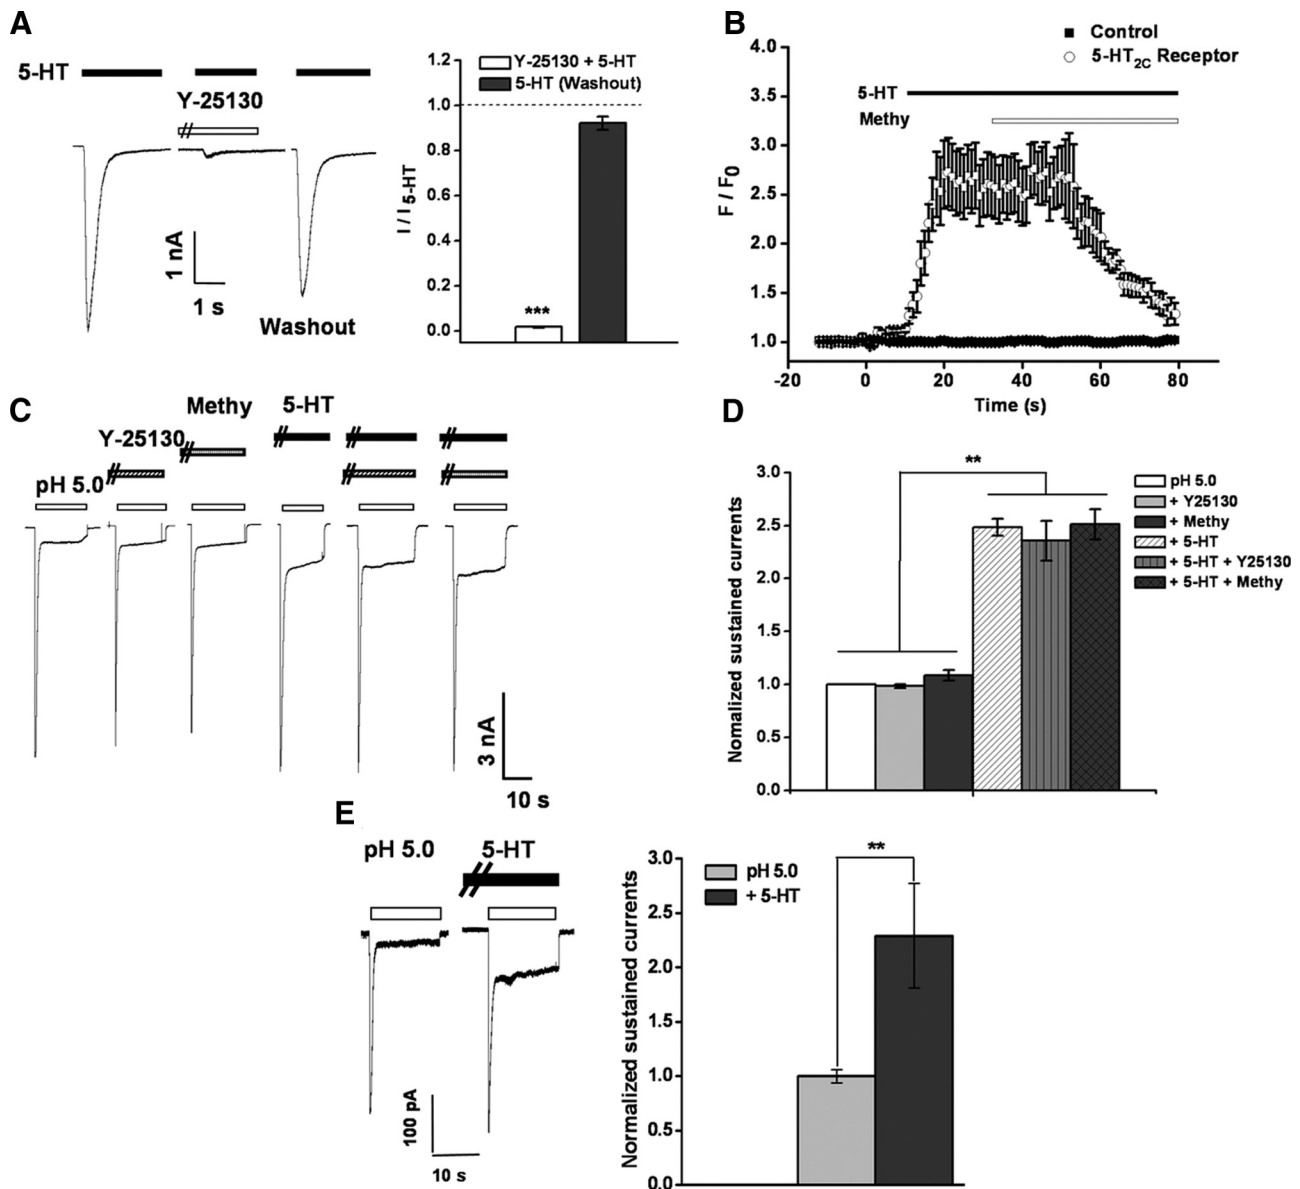 A
5-HT
Y-25130
1 nA
1 s
Washout
Y-25130 + 5-HT
5-HT (Washout)
1.2
1.0
0.8
0.6
0.4
0.2
0.0
I / I5-HT
***
B
Control
5-HT2C Receptor
5-HT
Methy
4.0
3.5
3.0
2.5
2.0
1.5
1.0
F / F0
-20
0
20
40
60
80
Time (s)
C
Methy
5-HT
Y-25130
pH 5.0
3 nA
10 s
D
**
3.0
2.5
2.0
1.5
1.0
0.5
0.0
Nomalized sustained currents
pH 5.0
+ Y25130
+ Methy
+ 5-HT
+ 5-HT + Y25130
+ 5-HT + Methy
E
pH 5.0
5-HT
100 pA
10 s
pH 5.0
+ 5-HT
**
3.0
2.5
2.0
1.5
1.0
0.5
0.0
Normalized sustained currents